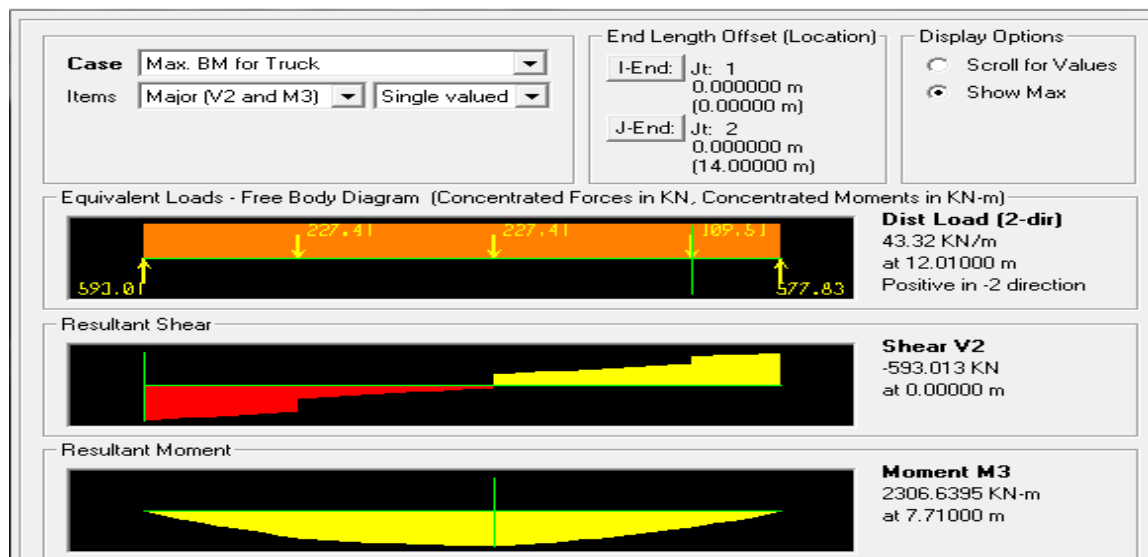 Case Max. BM for Truck
Items Major (V2 and M3) Single valued
End Length Offset (Location)
I-End: Jt: 1
0.000000 m
(0.00000 m)
J-End: Jt: 2
0.000000 m
(14.00000 m)
Display Options
Scroll for Values
Show Max
Equivalent Loads - Free Body Diagram (Concentrated Forces in KN, Concentrated Moments in KN-m)
227.41 227.41 109.51
593.01 577.83
Dist Load (2-dir)
43.32 KN/m
at 12.01000 m
Positive in -2 direction
Resultant Shear
Shear V2
-593.013 KN
at 0.00000 m
Resultant Moment
Moment M3
2306.6395 KN-m
at 7.71000 m